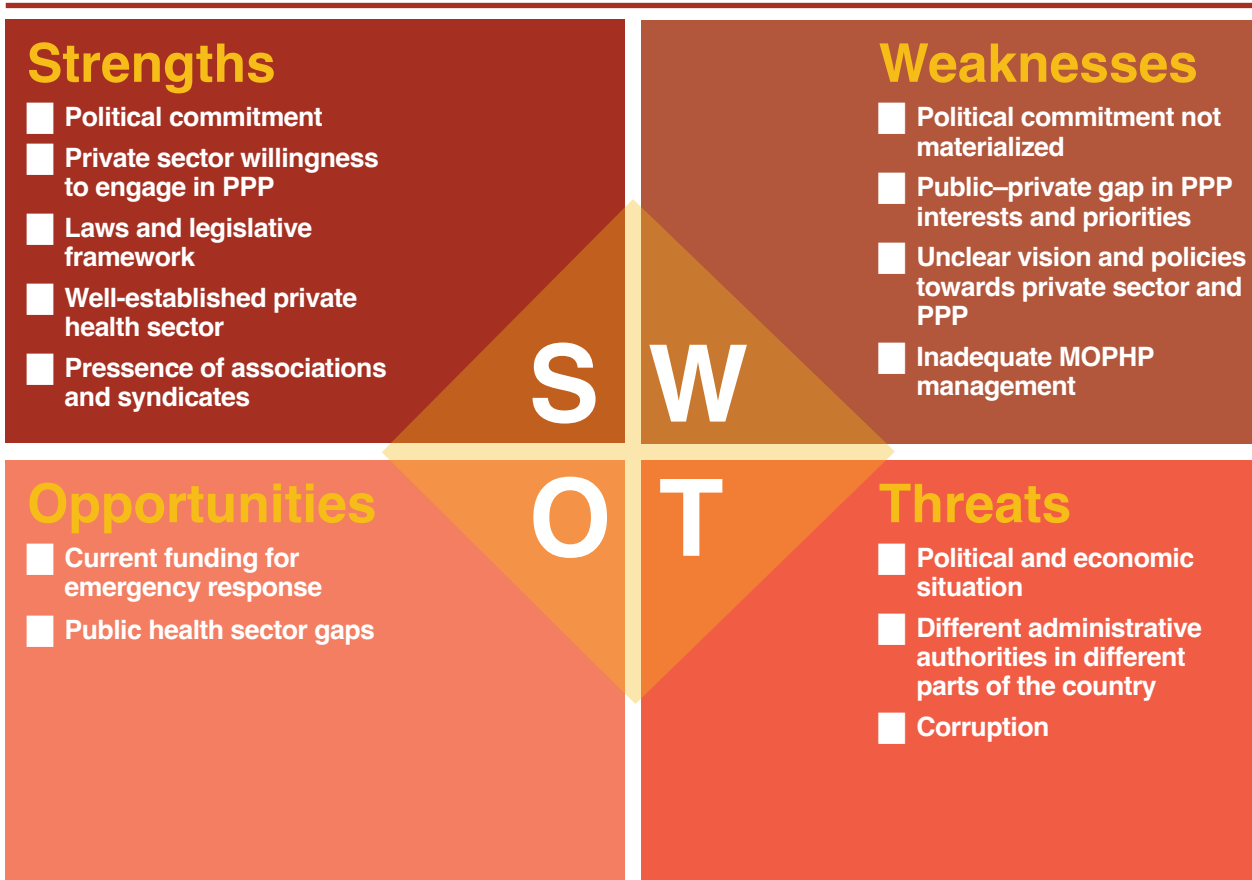 Strengths
Political commitment
Private sector willingness
to engage in PPP
Laws and legislative
framework
Well-established private
health sector
Pressence of associations
and syndicates
Weaknesses
Political commitment not
materialized
Public–private gap in PPP
interests and priorities
Unclear vision and policies
towards private sector and
PPP
Inadequate MOPHP
management
S W
O T
Opportunities
Current funding for
emergency response
Public health sector gaps
Threats
Political and economic
situation
Different administrative
authorities in different
parts of the country
Corruption